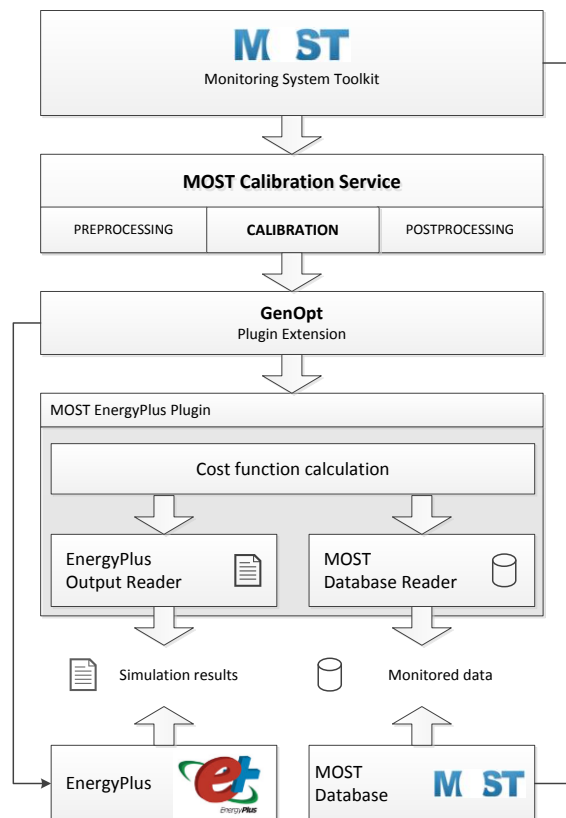 MOST
Monitoring System Toolkit
MOST Calibration Service
PREPROCESSING
CALIBRATION
POSTPROCESSING
GenOpt
Plugin Extension
MOST EnergyPlus Plugin
Cost function calculation
EnergyPlus
Output Reader
MOST
Database Reader
Simulation results
Monitored data
EnergyPlus
e+
EnergyPlus
MOST
Database
MOST